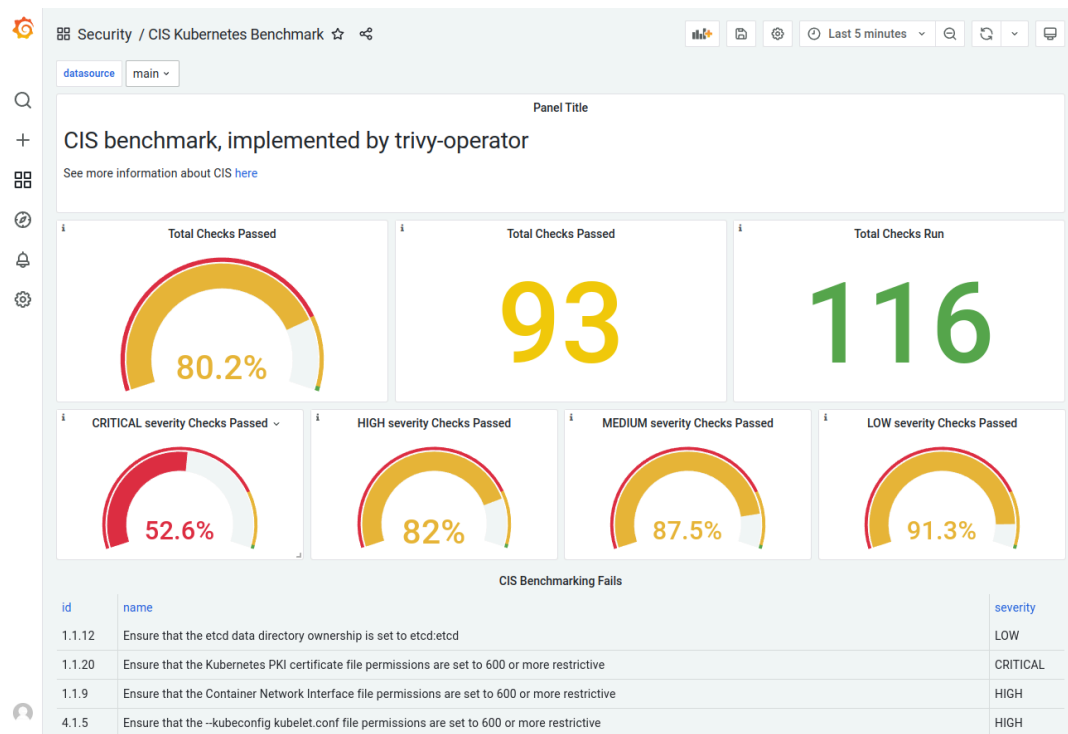 Security / CIS Kubernetes Benchmark
Last 5 minutes
datasource main
Panel Title
CIS benchmark, implemented by trivy-operator
See more information about CIS here
Total Checks Passed
80.2%
Total Checks Passed
93
Total Checks Run
116
CRITICAL severity Checks Passed
52.6%
HIGH severity Checks Passed
82%
MEDIUM severity Checks Passed
87.5%
LOW severity Checks Passed
91.3%
CIS Benchmarking Fails
id name severity
1.1.12 Ensure that the etcd data directory ownership is set to etcd:etcd LOW
1.1.20 Ensure that the Kubernetes PKI certificate file permissions are set to 600 or more restrictive CRITICAL
1.1.9 Ensure that the Container Network Interface file permissions are set to 600 or more restrictive HIGH
4.1.5 Ensure that the --kubeconfig kubelet.conf file permissions are set to 600 or more restrictive HIGH